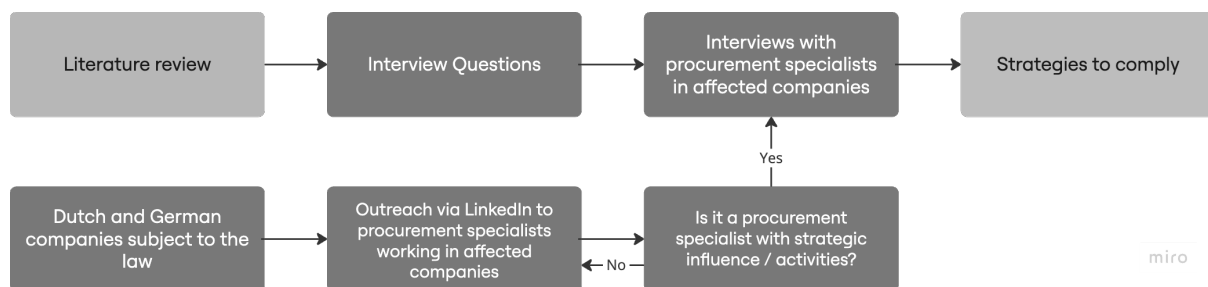 Literature review
Interview Questions
Interviews with
procurement specialists
in affected companies
Strategies to comply
Yes
Dutch and German
companies subject to the
law
Outreach via LinkedIn to
procurement specialists
working in affected
companies
No
Is it a procurement
specialist with strategic
influence / activities?
miro